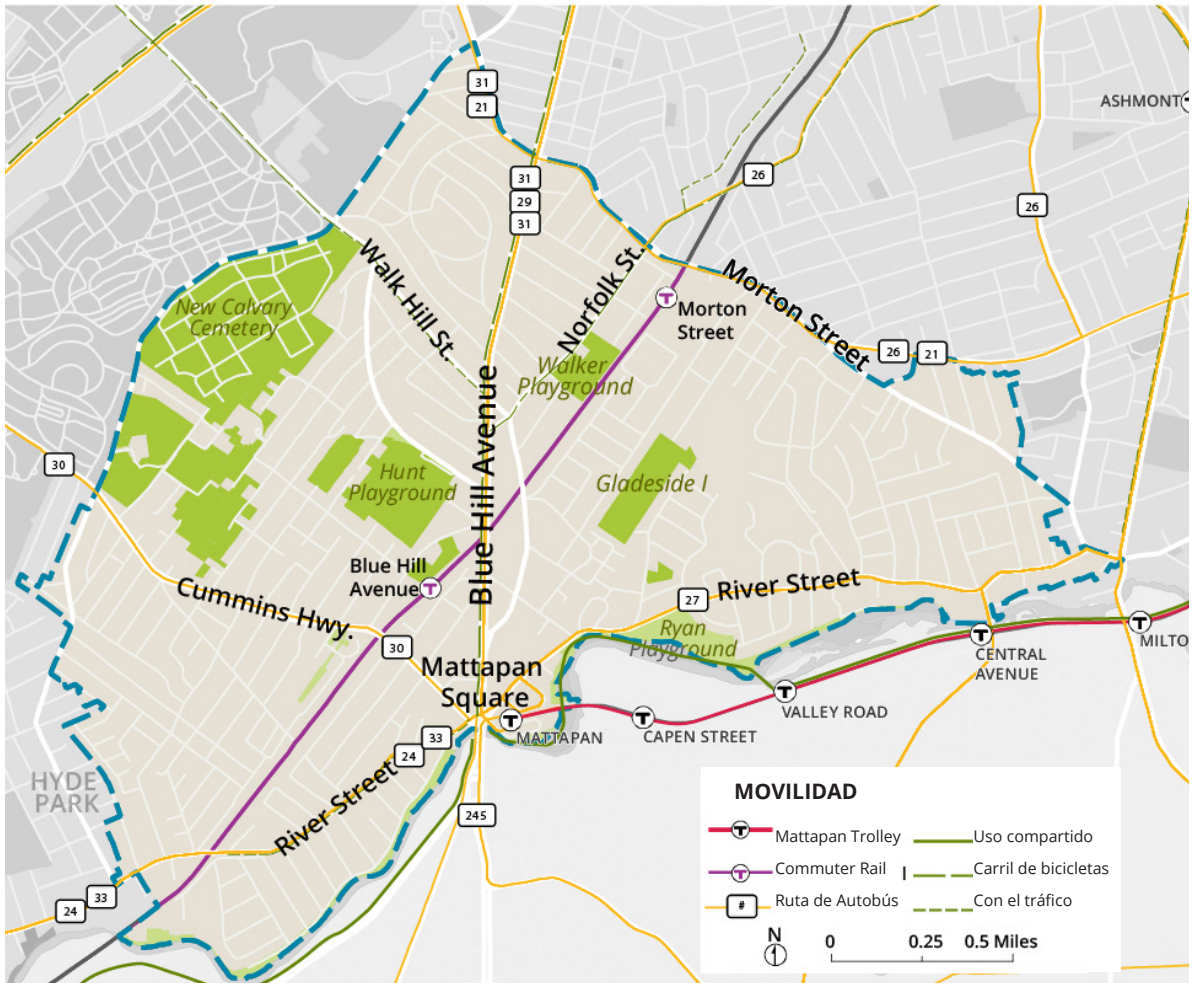 31
21
ASHMONT
31
29
31
26
26
Walk Hill St.
Norfolk St.
Morton Street
New Calvary
Cemetery
Morton
Street
26
21
Walker
Playground
Blue Hill Avenue
30
Hunt
Playground
Gladeside I
Blue Hill
Avenue
Cummins Hwy.
27
River Street
30
Ryan
Playground
Mattapan
Square
CENTRAL
AVENUE
MILTO
VALLEY ROAD
MATTAPAN
CAPEN STREET
33
24
HYDE
PARK
River Street
245
33
24
MOVILIDAD
Mattapan Trolley
Uso compartido
Commuter Rail
Carril de bicicletas
# Ruta de Autobús
Con el tráfico
N
0 0.25 0.5 Miles